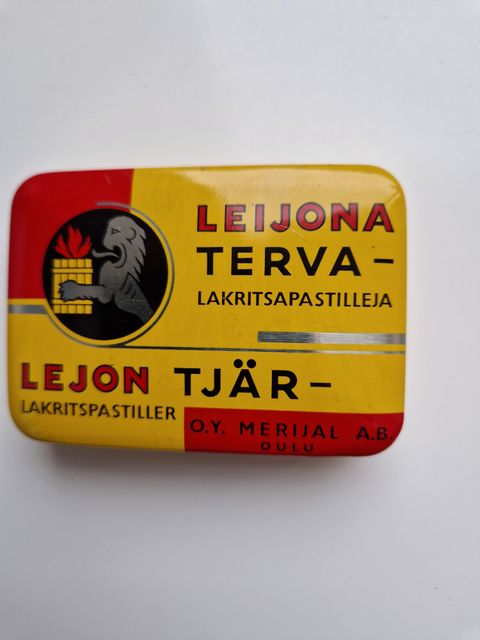 LEIJONA
TERVA-
LAKRITSAPASTILLEJA
LEJON TJÄR-
LAKRITSPASTILLER
O.Y. MERIJAL A.B.
OULU